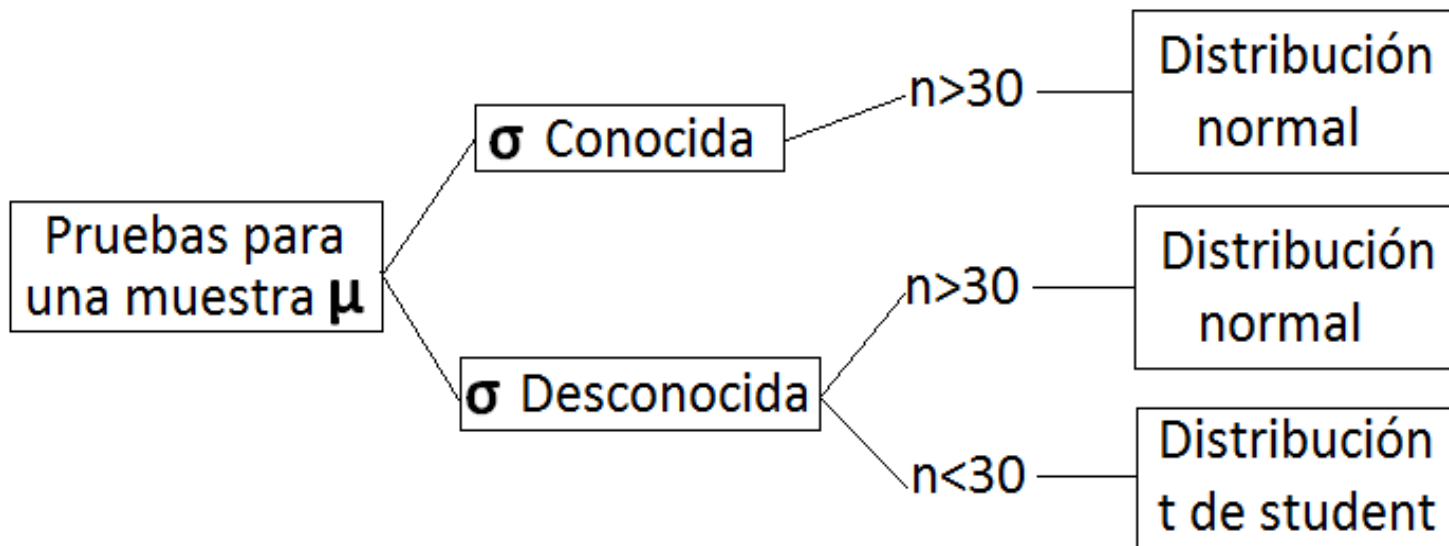 Pruebas para
una muestra μ
σ Conocida
n>30
Distribución
normal
σ Desconocida
n>30
Distribución
normal
n<30
Distribución
t de student